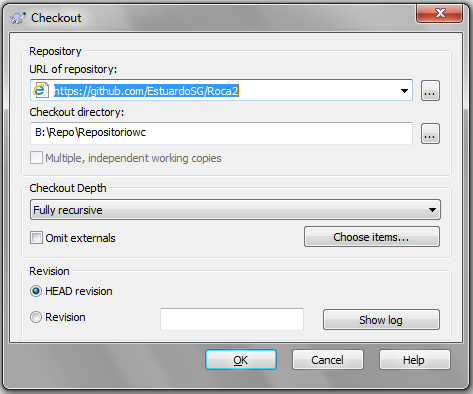 Checkout
Repository
URL of repository:
https://github.com/EstuardoSG/Roca2
...
Checkout directory:
B:\Repo\Repositoriowc
...
Multiple, independent working copies
Checkout Depth
Fully recursive
Omit externals
Choose items...
Revision
HEAD revision
Revision
Show log
OK
Cancel
Help